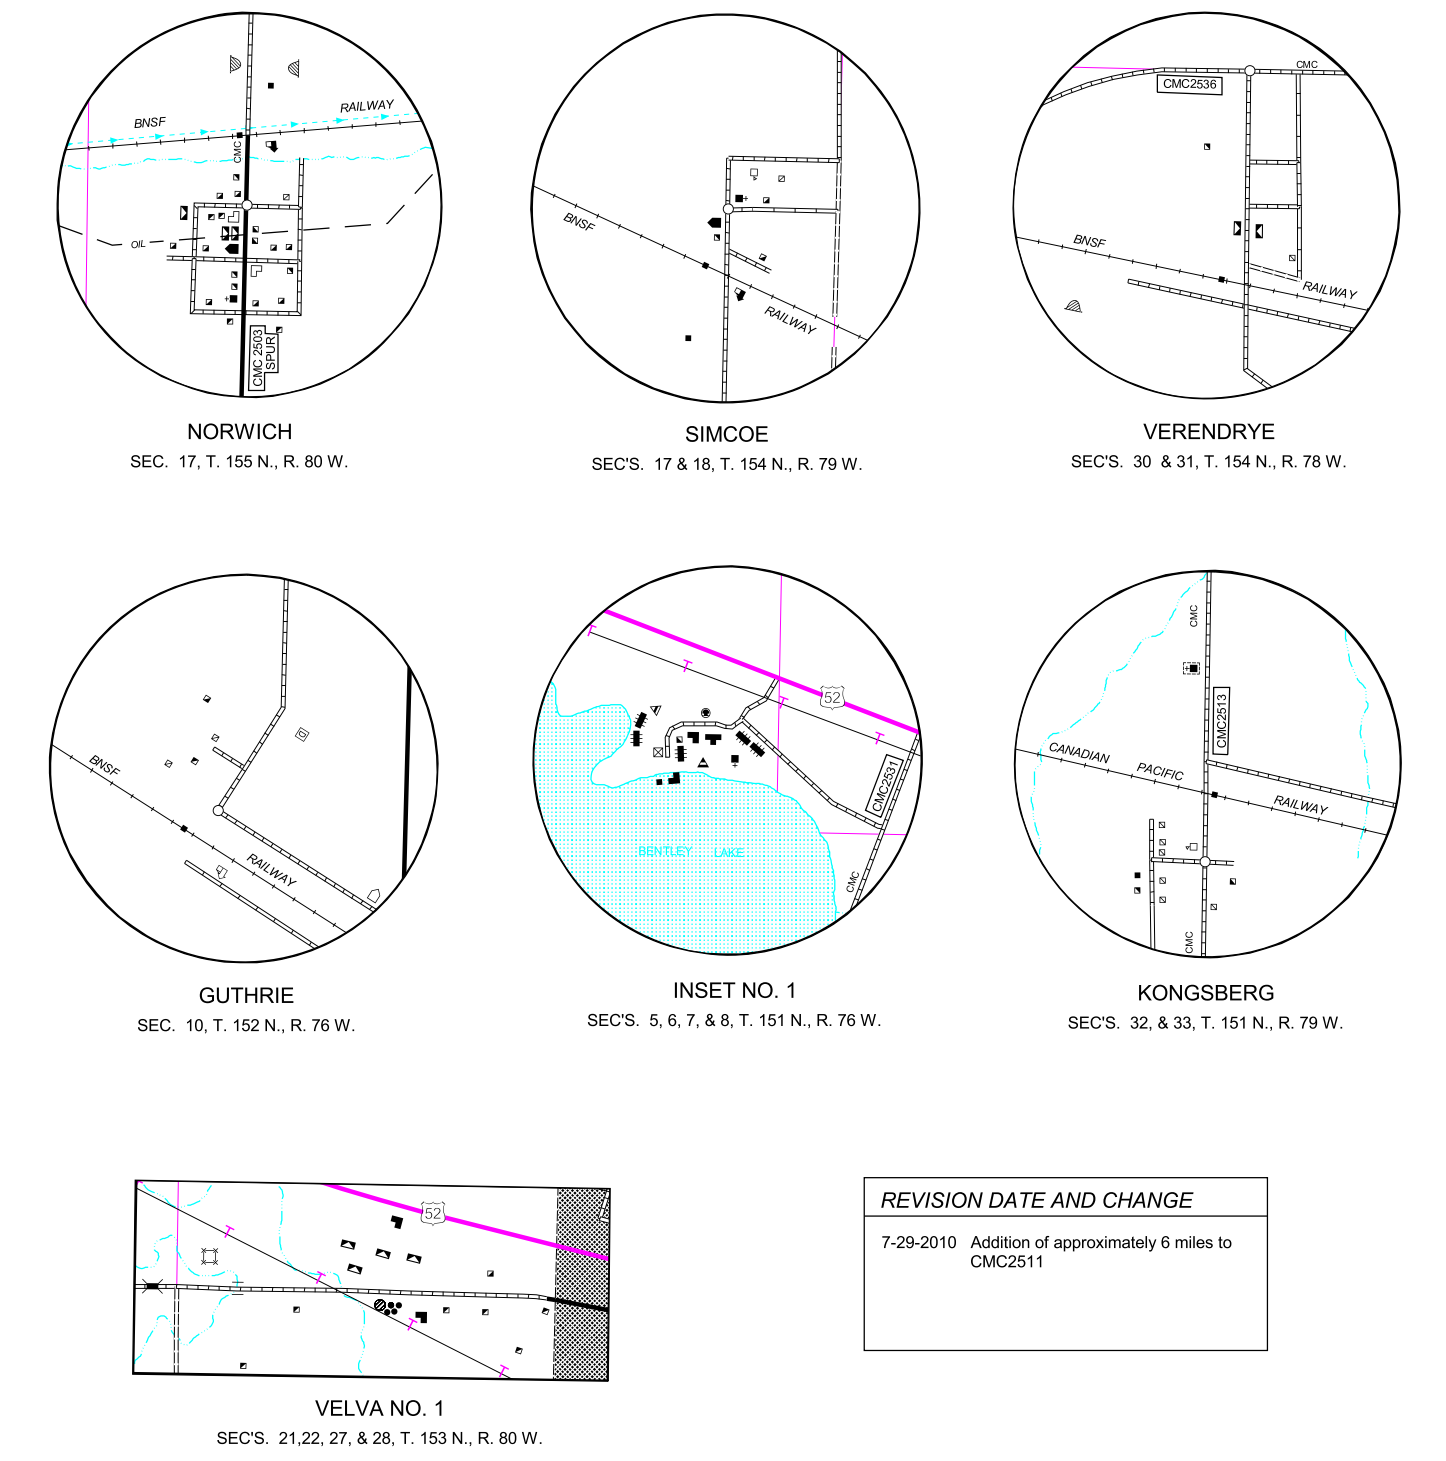 BNSF
RAILWAY
CMC
OIL
CMC 2503
SPUR
NORWICH
SEC. 17, T. 155 N., R. 80 W.
BNSF
RAILWAY
SIMCOE
SEC'S. 17 & 18, T. 154 N., R. 79 W.
CMC
CMC2536
BNSF
RAILWAY
VERENDRYE
SEC'S. 30 & 31, T. 154 N., R. 78 W.
BNSF
RAILWAY
GUTHRIE
SEC. 10, T. 152 N., R. 76 W.
52
CMC2531
BENTLEY LAKE
CMC
INSET NO. 1
SEC'S. 5, 6, 7, & 8, T. 151 N., R. 76 W.
CMC
CMC2513
CANADIAN PACIFIC RAILWAY
CMC
KONGSBERG
SEC'S. 32, & 33, T. 151 N., R. 79 W.
52
VELVA NO. 1
SEC'S. 21,22, 27, & 28, T. 153 N., R. 80 W.
REVISION DATE AND CHANGE
7-29-2010 Addition of approximately 6 miles to
CMC2511